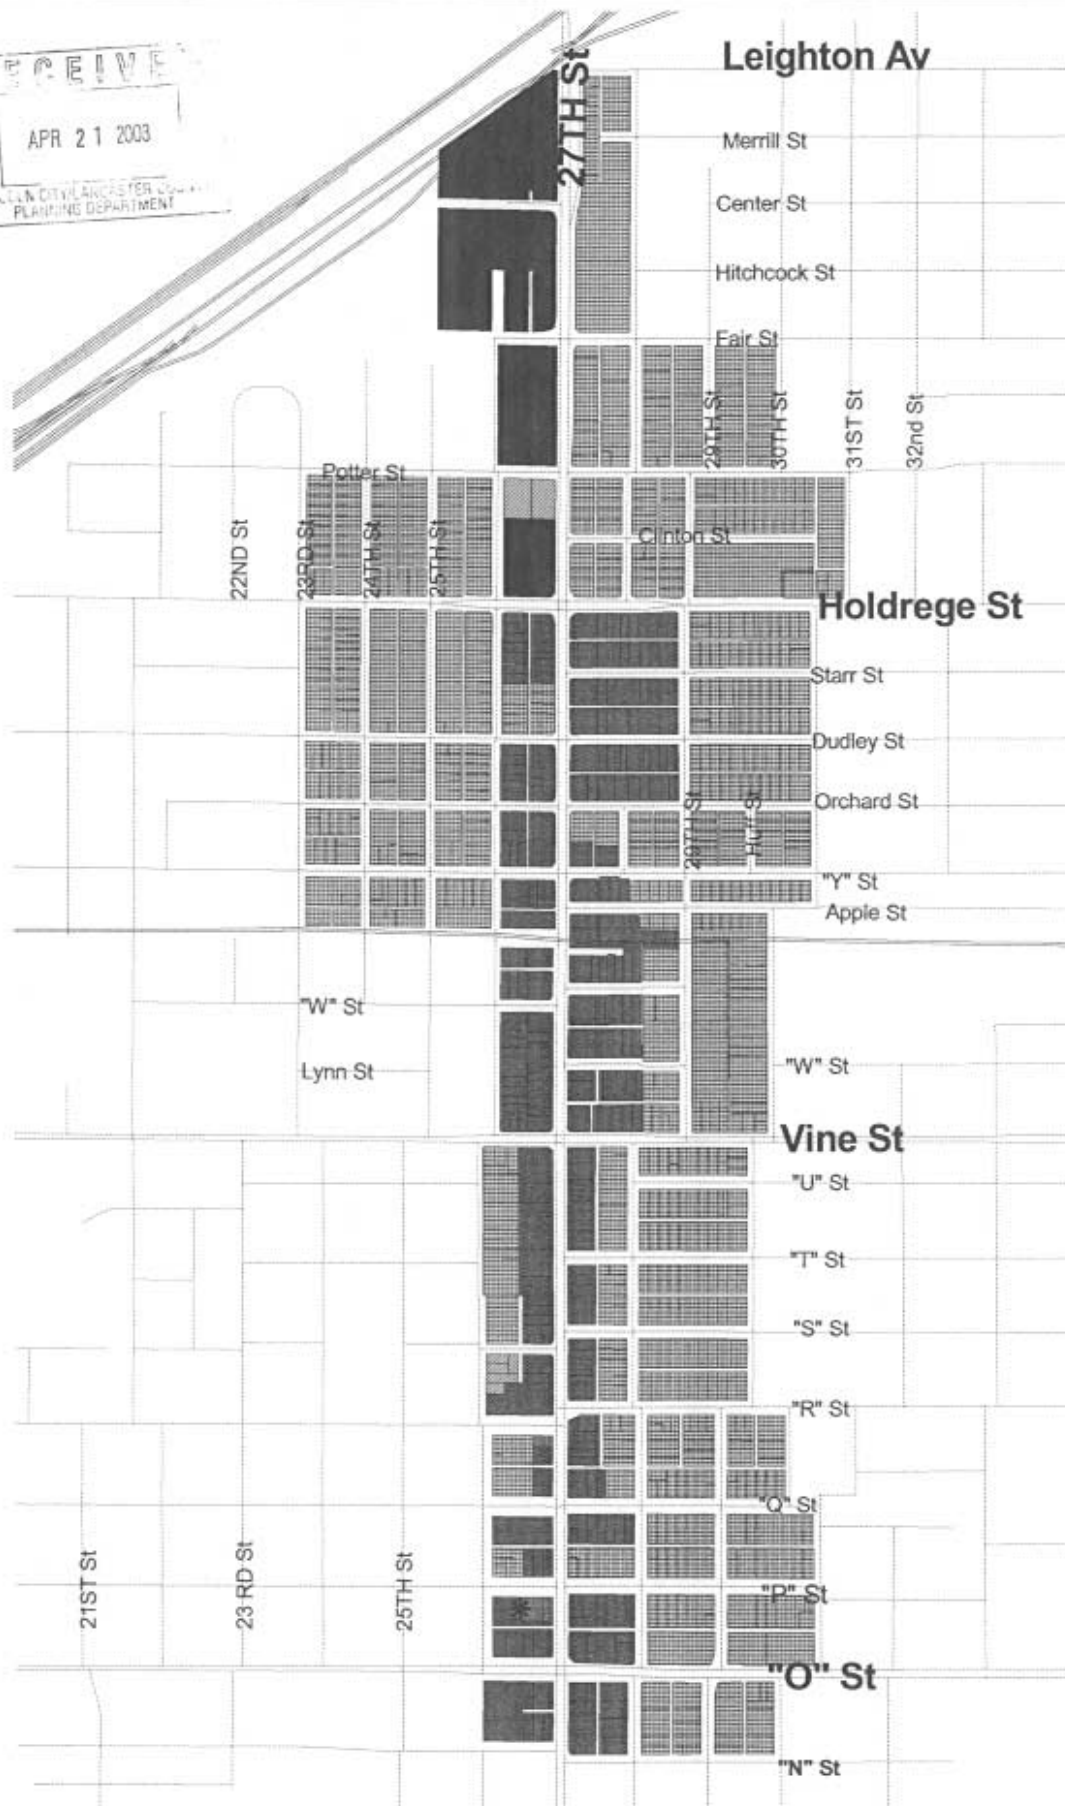 RECEIVE
APR 21 2003
PLANNING DEPARTMENT
Leighton Av
27TH St
Merrill St
Center St
Hitchcock St
Fair St
29TH St
30TH St
31ST St
32nd St
Potter St
22ND St
23RD St
24TH St
25TH St
Clinton St
Holdrege St
Starr St
Dudley St
Orchard St
29TH St
Huff St
"Y" St
Apple St
"W" St
Lynn St
"W" St
Vine St
"U" St
"T" St
"S" St
"R" St
"Q" St
21ST St
23 RD St
25TH St
"P" St
"O" St
"N" St